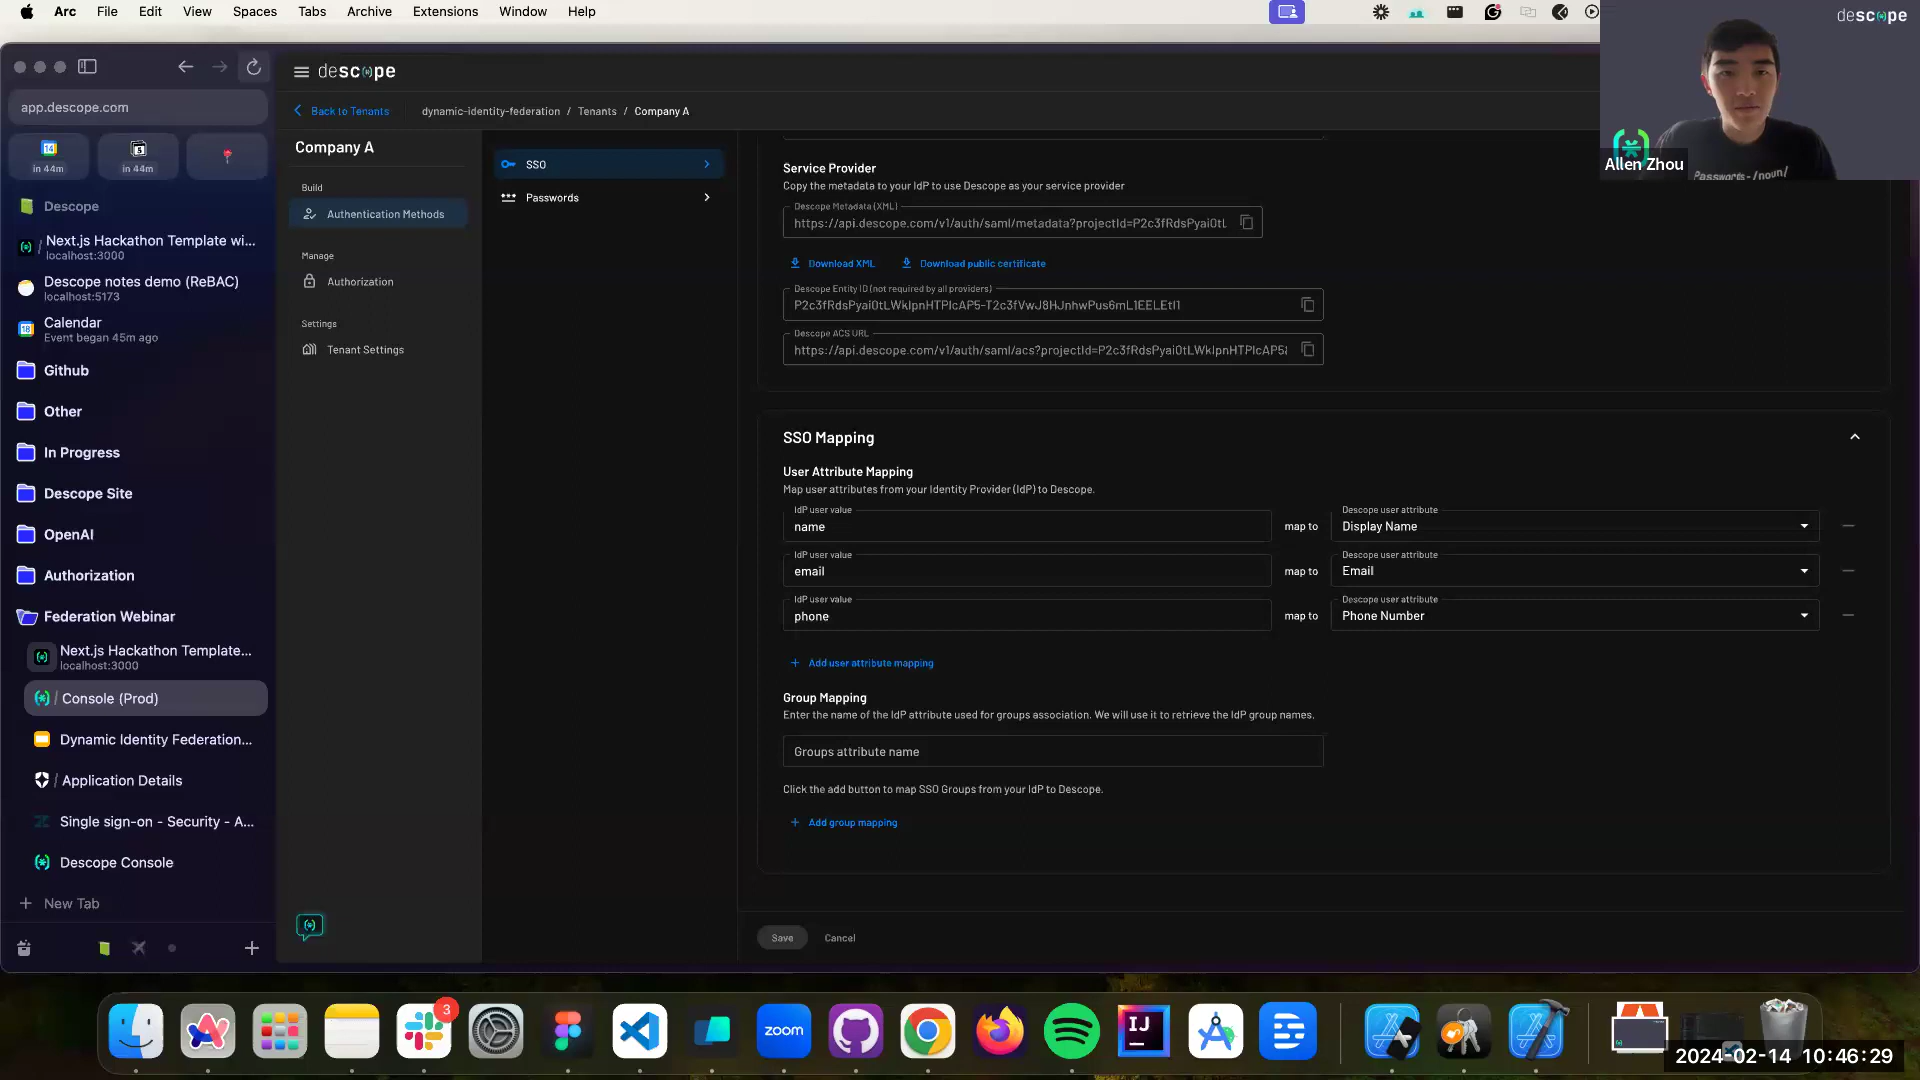 Arc File Edit View Spaces Tabs Archive Extensions Window Help
descope
app.descope.com
14
in 44m
in 44m
Descope
Next.js Hackathon Template wi...
localhost:3000
Descope notes demo (ReBAC)
localhost:5173
18
Calendar
Event began 45m ago
Github
Other
In Progress
Descope Site
OpenAI
Authorization
Federation Webinar
Next.js Hackathon Template...
localhost:3000
/ Console (Prod)
Dynamic Identity Federation...
/ Application Details
Single sign-on - Security - A...
Descope Console
+ New Tab
descope
Back to Tenants
dynamic-identity-federation / Tenants / Company A
Company A
Build
Authentication Methods
Manage
Authorization
Settings
Tenant Settings
SSO
Passwords
Service Provider
Copy the metadata to your IdP to use Descope as your service provider
Descope Metadata (XML)
https://api.descope.com/v1/auth/saml/metadata?projectId=P2c3fRdsPyai0tL
Download XML
Download public certificate
Descope Entity ID (not required by all providers)
Descope ACS URL
SSO Mapping
User Attribute Mapping
Map user attributes from your Identity Provider (IdP) to Descope.
IdP user value
name
map to
Descope user attribute
Display Name
IdP user value
email
map to
Descope user attribute
Email
IdP user value
phone
map to
Descope user attribute
Phone Number
+ Add user attribute mapping
Group Mapping
Enter the name of the IdP attribute used for groups association. We will use it to retrieve the IdP group names.
Groups attribute name
Click the add button to map SSO Groups from your IdP to Descope.
+ Add group mapping
Save
Cancel
Allen Zhou
Passwords - /noun/
3
zoom
IJ
2024-02-14 10:46:29